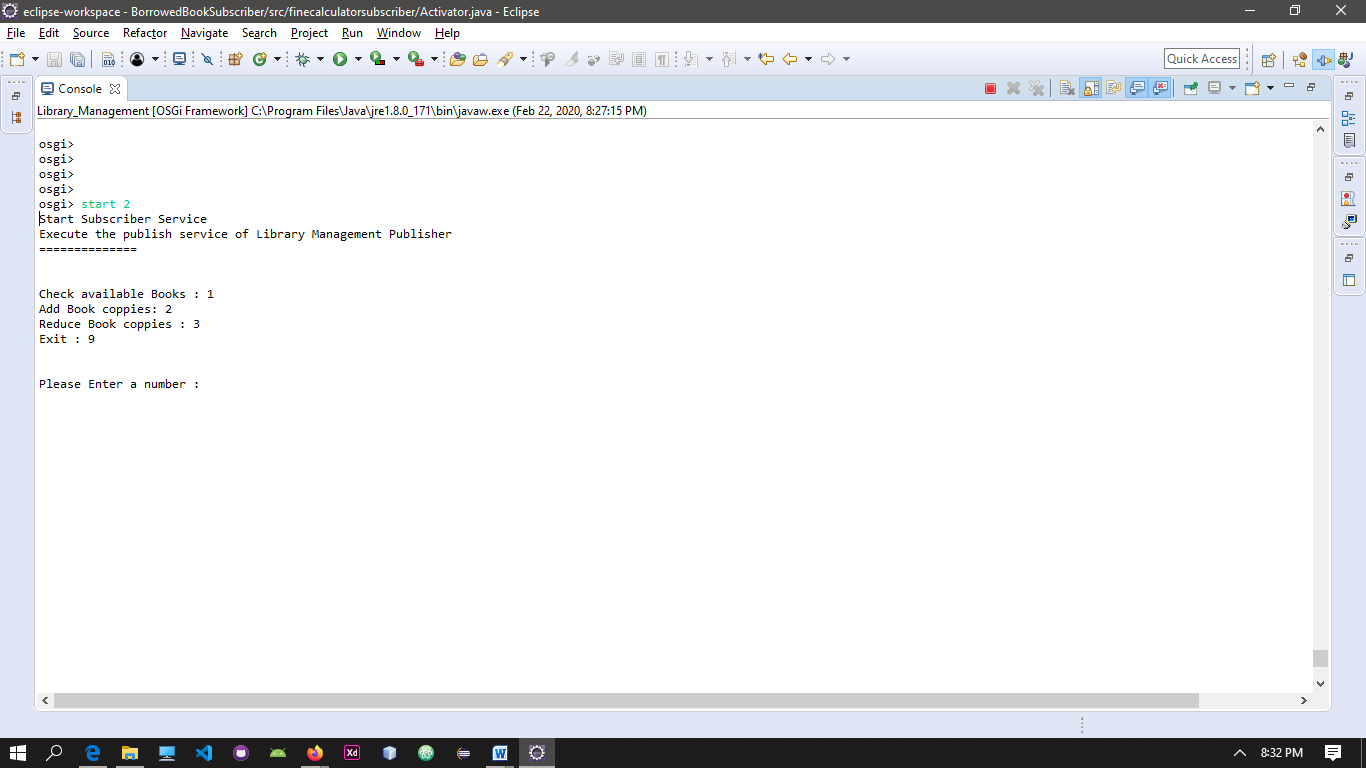 eclipse-workspace - BorrowedBookSubscriber/src/finecalculatorsubscriber/Activator.java - Eclipse
File Edit Source Refactor Navigate Search Project Run Window Help
Quick Access
Console
Library_Management [OSGi Framework] C:\Program Files\Java\jre1.8.0_171\bin\javaw.exe (Feb 22, 2020, 8:27:15 PM)
osgi>
osgi>
osgi>
osgi>
osgi> start 2
Start Subscriber Service
Execute the publish service of Library Management Publisher
==============
Check available Books : 1
Add Book coppies: 2
Reduce Book coppies : 3
Exit : 9
Please Enter a number :
8:32 PM